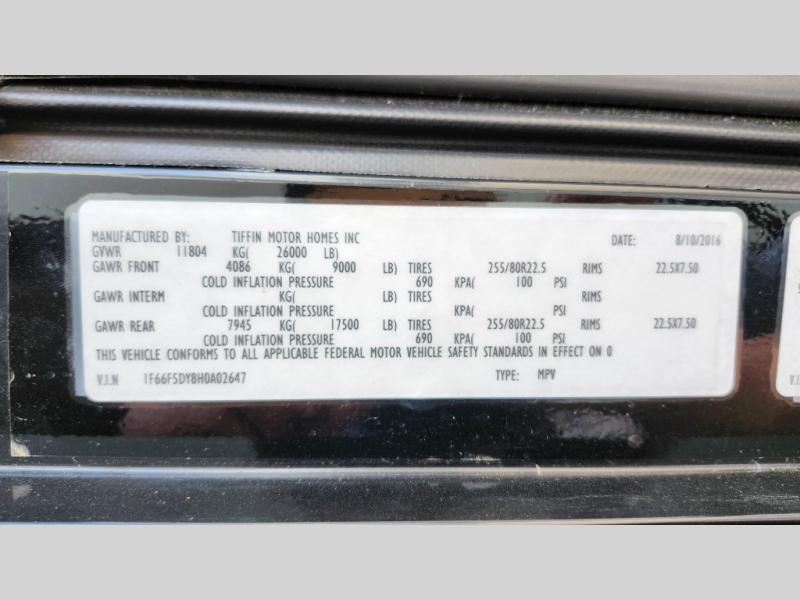 MANUFACTURED BY: TIFFIN MOTOR HOMES INC DATE: 8/10/2016
GVWR 11804 KG( 26000 LB)
GAWR FRONT 4086 KG( 9000 LB) TIRES 255/80R22.5 RIMS 22.5X7.50
COLD INFLATION PRESSURE 690 KPA( 100 PSI
GAWR INTERM KG( LB) TIRES RIMS
COLD INFLATION PRESSURE KPA( PSI
GAWR REAR 7945 KG( 17500 LB) TIRES 255/80R22.5 RIMS 22.5X7.50
COLD INFLATION PRESSURE 690 KPA( 100 PSI
THIS VEHICLE CONFORMS TO ALL APPLICABLE FEDERAL MOTOR VEHICLE SAFETY STANDARDS IN EFFECT ON 0
V.I.N 1F66F5DY8H0A02647 TYPE: MPV